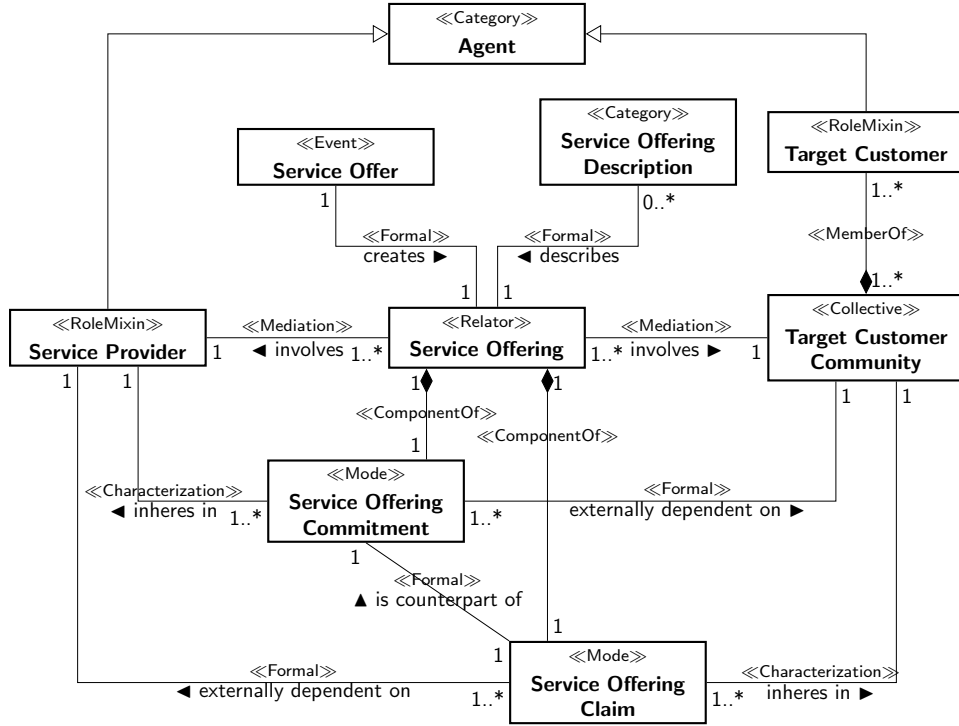 ≪Category≫
Agent
≪Event≫
Service Offer
≪Category≫
Service Offering
Description
≪RoleMixin≫
Target Customer
1
0..*
1..*
≪Formal≫
creates ►
≪Formal≫
◄ describes
≪MemberOf≫
1..*
1
1
≪RoleMixin≫
Service Provider
≪Mediation≫
◄ involves
1
1..*
≪Relator≫
Service Offering
≪Mediation≫
involves ►
1..*
1
≪Collective≫
Target Customer
Community
1
1
1
1
1
1
≪ComponentOf≫
≪ComponentOf≫
1
≪Characterization≫
◄ inheres in
1..*
≪Mode≫
Service Offering
Commitment
≪Formal≫
externally dependent on ►
1..*
1
≪Formal≫
▲ is counterpart of
1
1
≪Formal≫
◄ externally dependent on
1..*
≪Mode≫
Service Offering
Claim
≪Characterization≫
inheres in ►
1..*